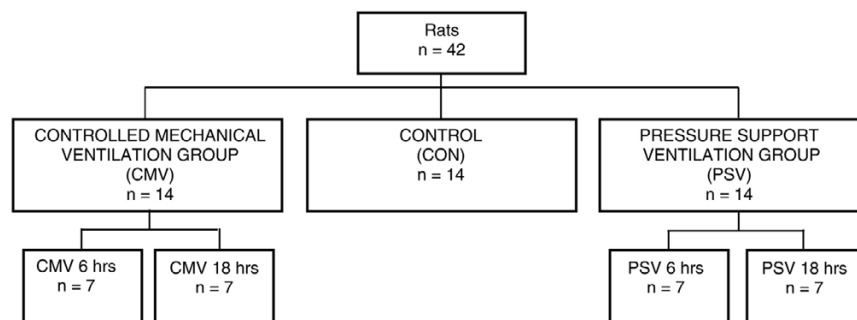 Rats
n = 42
CONTROLLED MECHANICAL
VENTILATION GROUP
(CMV)
n = 14
CONTROL
(CON)
n = 14
PRESSURE SUPPORT
VENTILATION GROUP
(PSV)
n = 14
CMV 6 hrs
n = 7
CMV 18 hrs
n = 7
PSV 6 hrs
n = 7
PSV 18 hrs
n = 7